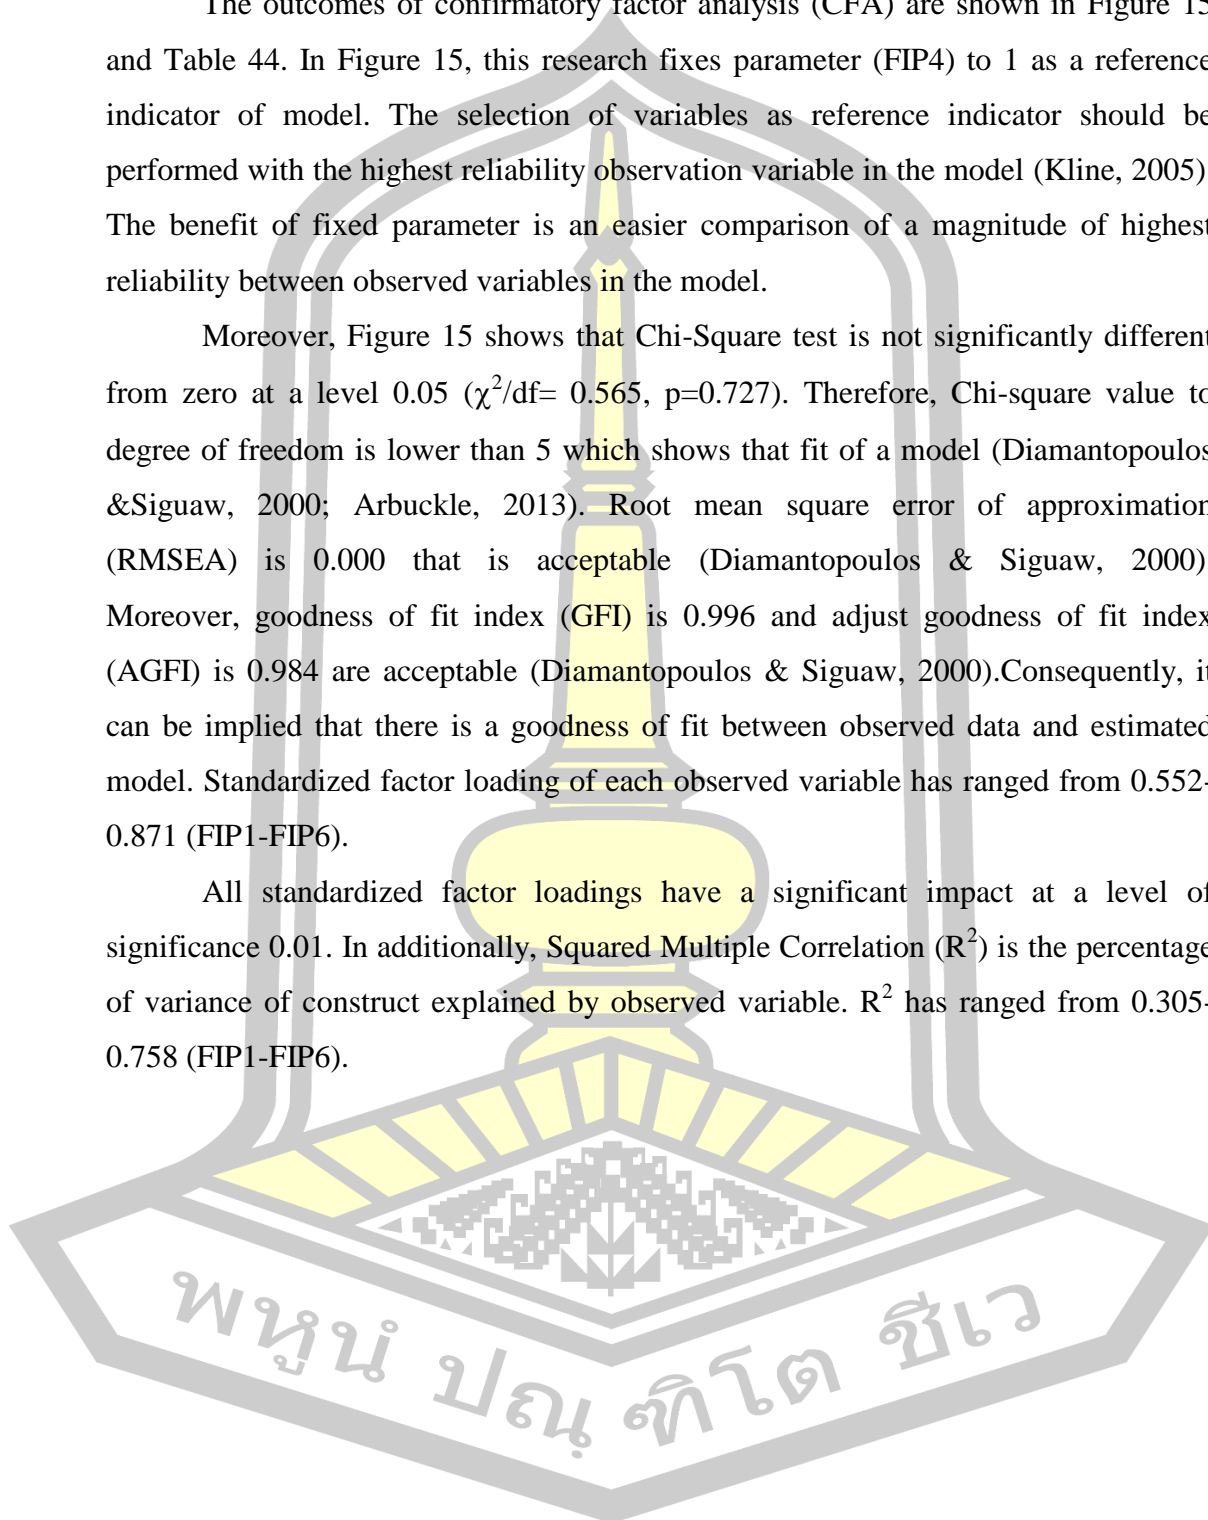 The outcomes of confirmatory factor analysis (CFA) are shown in Figure 15
and Table 44. In Figure 15, this research fixes parameter (FIP4) to 1 as a reference
indicator of model. The selection of variables as reference indicator should be
performed with the highest reliability observation variable in the model (Kline, 2005)
The benefit of fixed parameter is an easier comparison of a magnitude of highest
reliability between observed variables in the model.
Moreover, Figure 15 shows that Chi-Square test is not significantly different
from zero at a level 0.05 (χ²/df= 0.565, p=0.727). Therefore, Chi-square value to
degree of freedom is lower than 5 which shows that fit of a model (Diamantopoulos
&Siguaw, 2000; Arbuckle, 2013). Root mean square error of approximation
(RMSEA) is 0.000 that is acceptable (Diamantopoulos & Siguaw, 2000)
Moreover, goodness of fit index (GFI) is 0.996 and adjust goodness of fit index
(AGFI) is 0.984 are acceptable (Diamantopoulos & Siguaw, 2000).Consequently, it
can be implied that there is a goodness of fit between observed data and estimated
model. Standardized factor loading of each observed variable has ranged from 0.552-
0.871 (FIP1-FIP6).
All standardized factor loadings have a significant impact at a level of
significance 0.01. In additionally, Squared Multiple Correlation (R²) is the percentage
of variance of construct explained by observed variable. R² has ranged from 0.305-
0.758 (FIP1-FIP6).
พหูนํ ปณฺฑิโต ชีเว